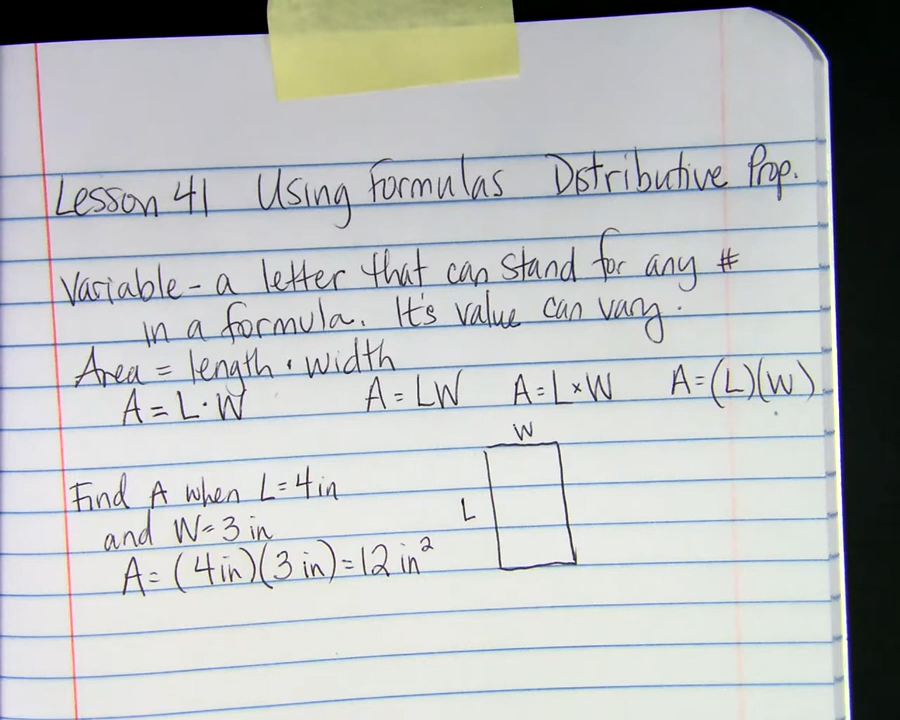 Lesson 41 Using Formulas Dstributive Prop.
Variable - a letter that can stand for any #
in a formula. It's value can vary.
Area = length · width
A = L · W A = LW A = L × W A = (L)(W)
W
Find A when L = 4 in
L
and W = 3 in
A = (4 in)(3 in) = 12 in²